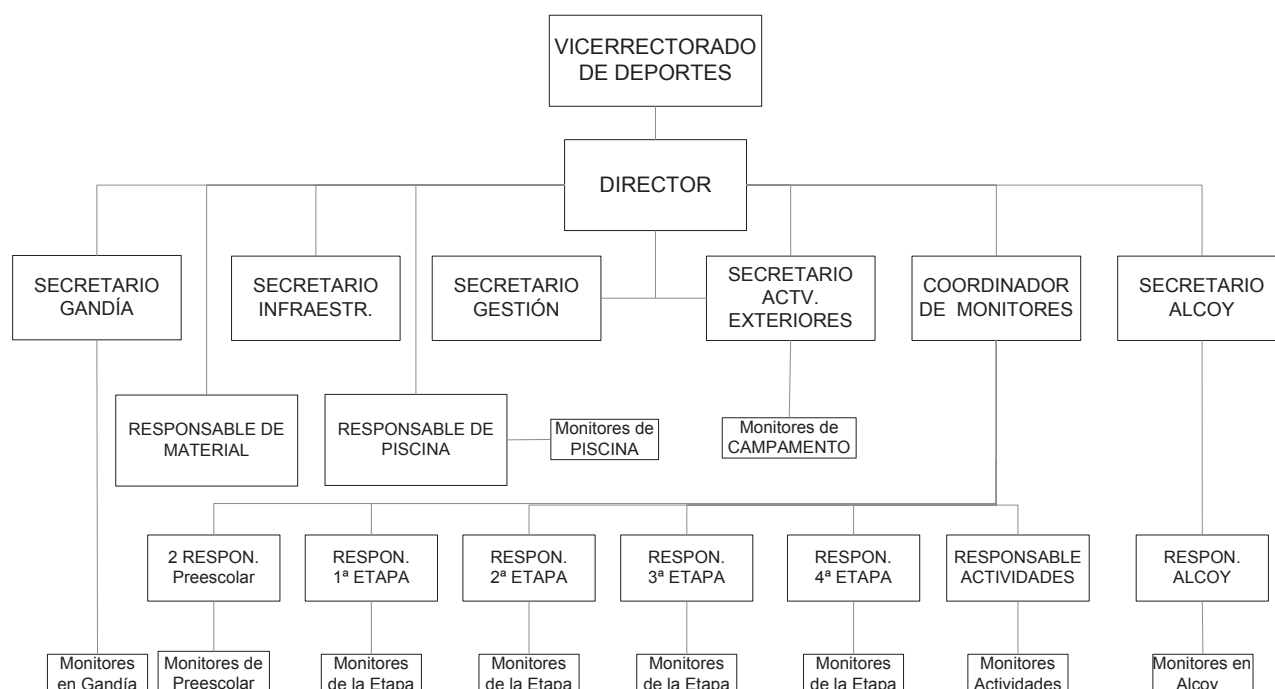 VICERRECTORADO
DE DEPORTES
DIRECTOR
SECRETARIO
GANDÍA
SECRETARIO
INFRAESTR.
SECRETARIO
GESTIÓN
SECRETARIO
ACTV.
EXTERIORES
COORDINADOR
DE MONITORES
SECRETARIO
ALCOY
RESPONSABLE DE
MATERIAL
RESPONSABLE DE
PISCINA
Monitores de
PISCINA
Monitores de
CAMPAMENTO
2 RESPON.
Preescolar
RESPON.
1ª ETAPA
RESPON.
2ª ETAPA
RESPON.
3ª ETAPA
RESPON.
4ª ETAPA
RESPONSABLE
ACTIVIDADES
RESPON.
ALCOY
Monitores
en Gandía
Monitores de
Preescolar
Monitores
de la Etapa
Monitores
de la Etapa
Monitores
de la Etapa
Monitores
de la Etapa
Monitores
Actividades
Monitores en
Alcoy